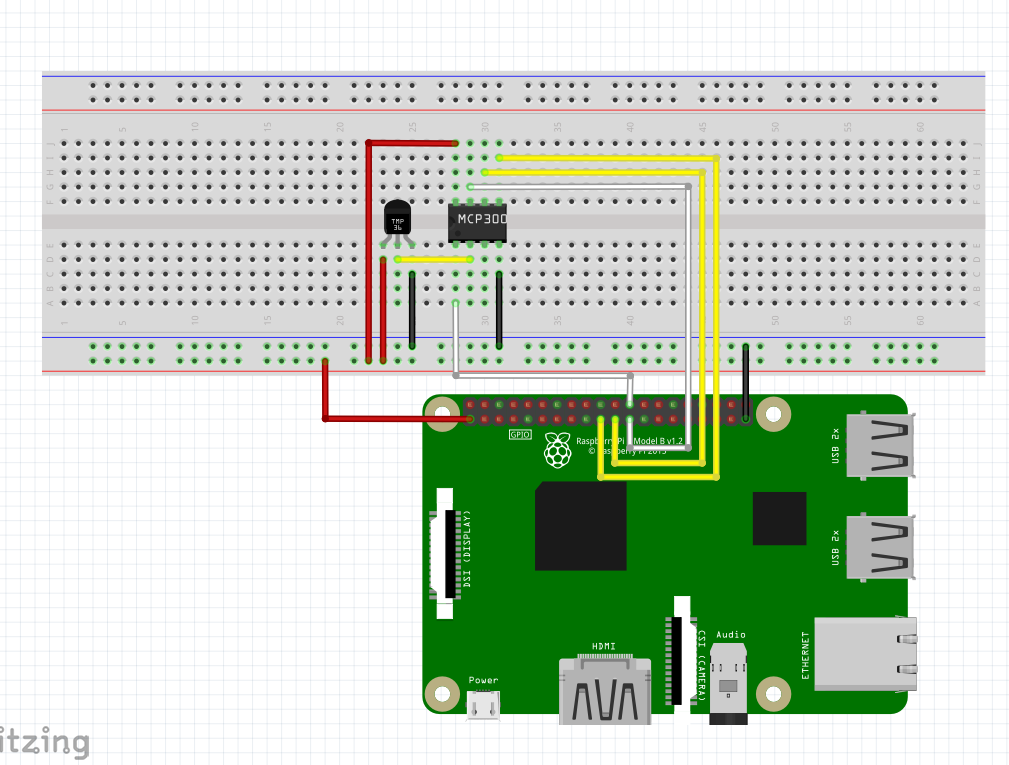 1 5 10 15 20 25 30 35 40 45 50 55 60
J J
I I
H H
G G
F F
TMP
36
MCP300
E E
D D
C C
B B
A A
1 5 10 15 20 25 30 35 40 45 50 55 60
GPIO
Raspberry Pi Model B v1.2
© Raspberry Pi 2015
USB 2x
USB 2x
DSI (DISPLAY)
CSI (CAMERA)
Audio
ETHERNET
HDMI
Power
itzing